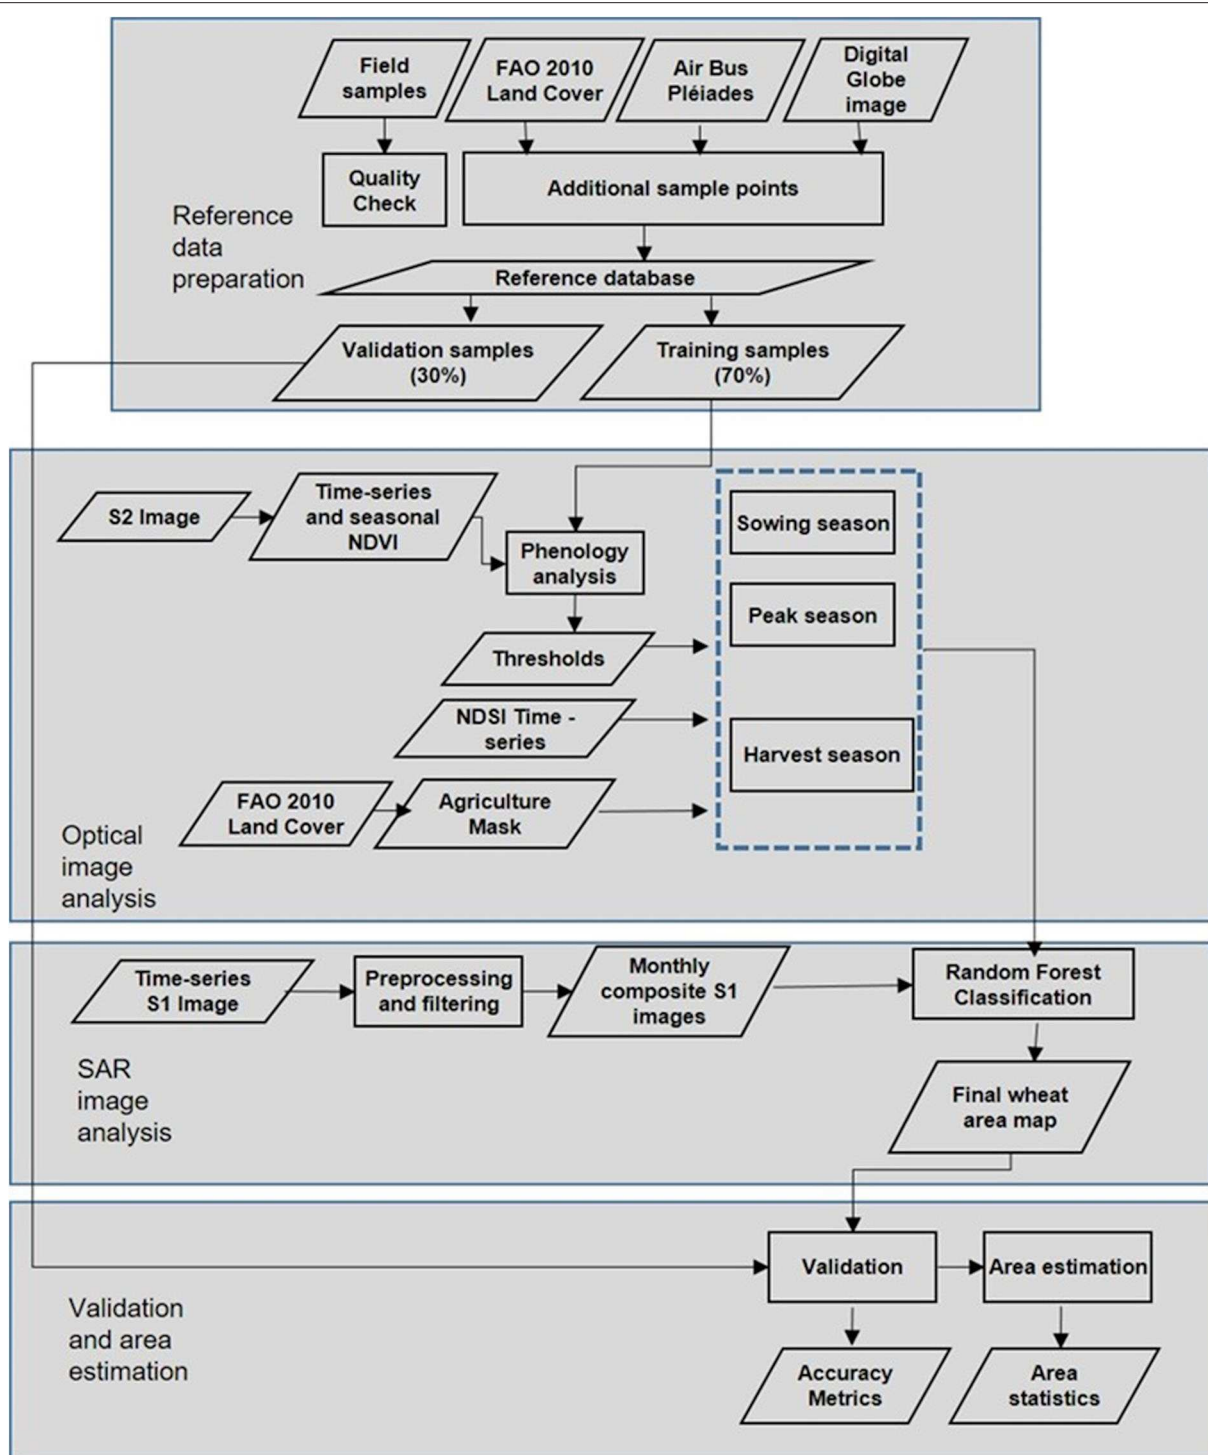 Field
samples
FAO 2010
Land Cover
Air Bus
Pléiades
Digital
Globe
image
Quality
Check
Additional sample points
Reference
data
preparation
Reference database
Validation samples
(30%)
Training samples
(70%)
S2 Image
Time-series
and seasonal
NDVI
Phenology
analysis
Sowing season
Peak season
Thresholds
NDSI Time -
series
Harvest season
FAO 2010
Land Cover
Agriculture
Mask
Optical
image
analysis
Time-series
S1 Image
Preprocessing
and filtering
Monthly
composite S1
images
Random Forest
Classification
SAR
image
analysis
Final wheat
area map
Validation
Area estimation
Validation
and area
estimation
Accuracy
Metrics
Area
statistics